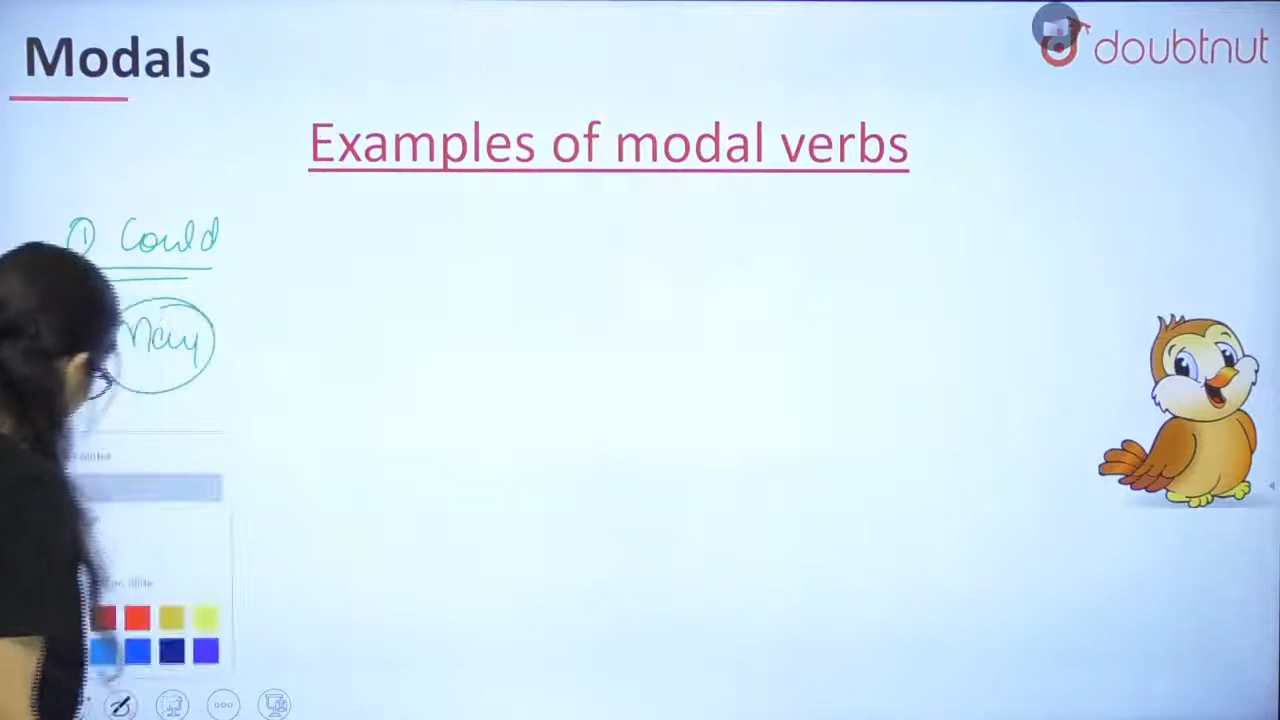 Modals
doubtnut
Examples of modal verbs
① Could
May